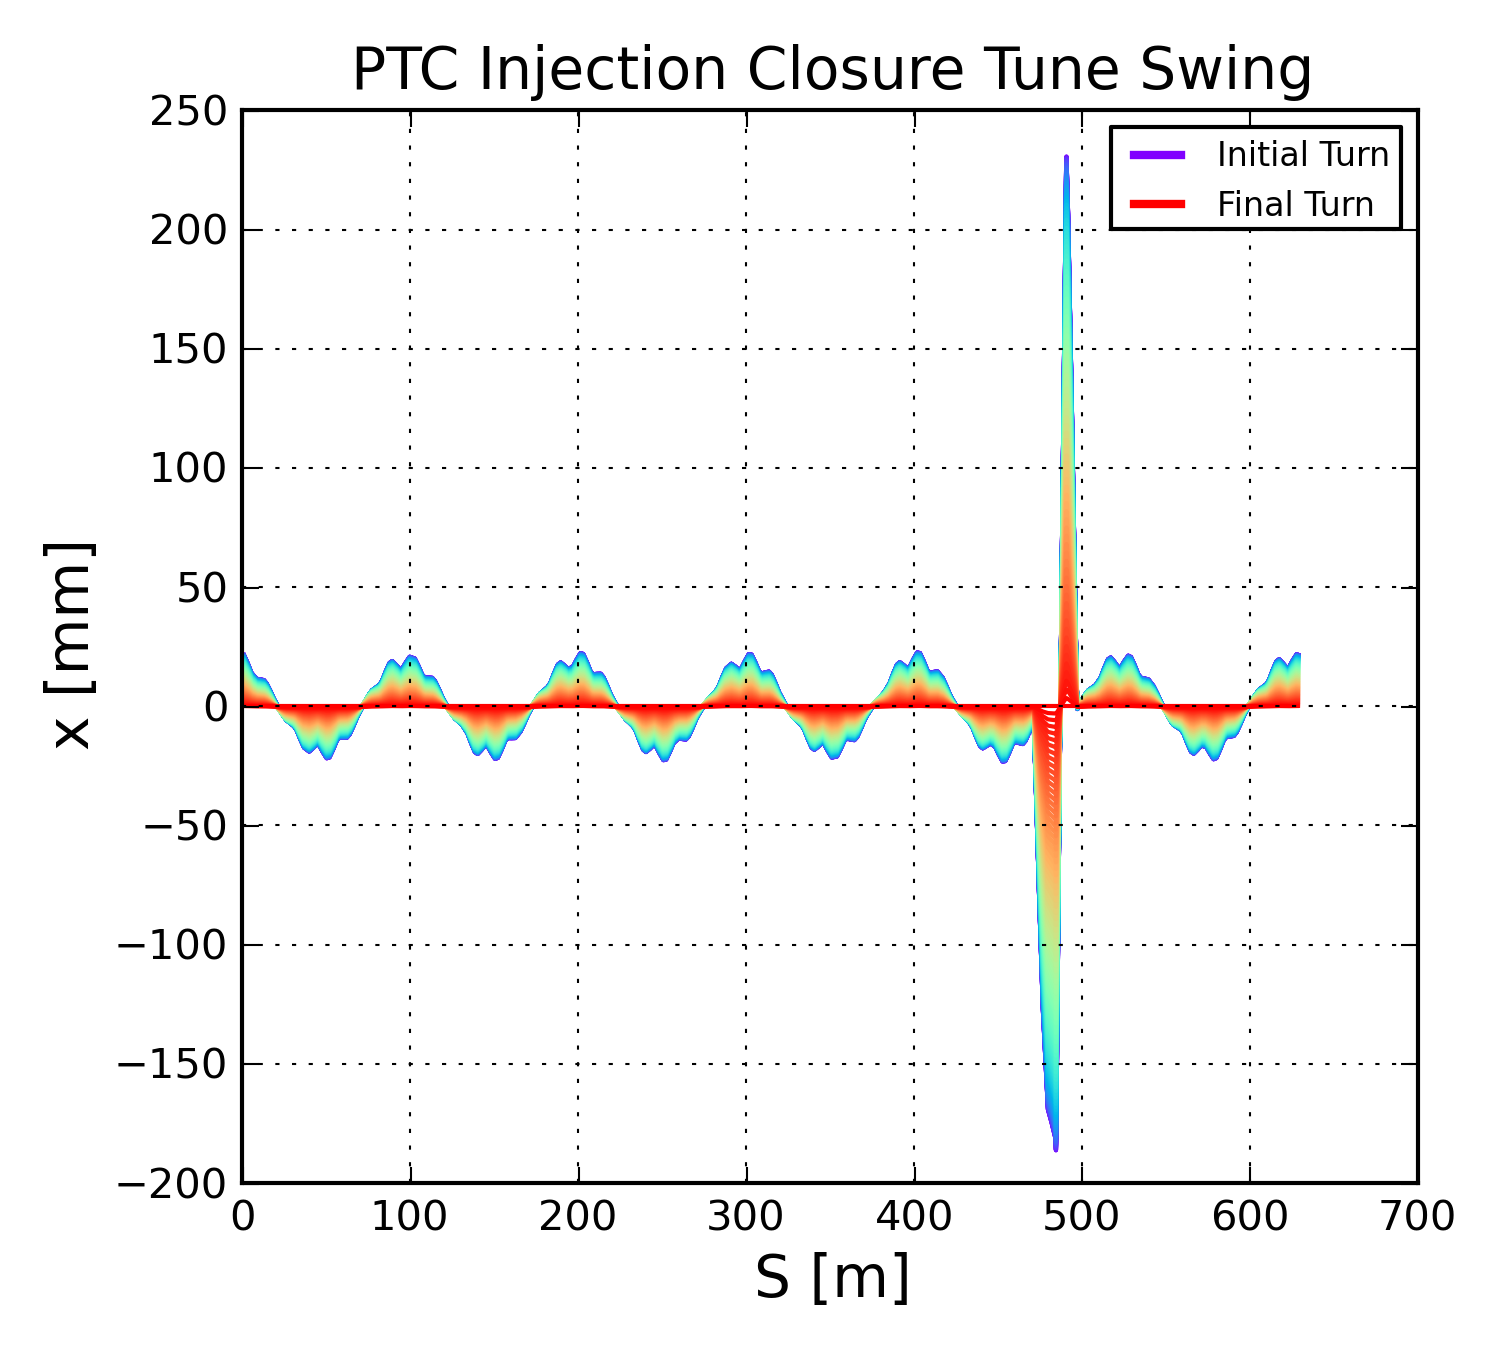 PTC Injection Closure Tune Swing
250
200
150
100
50
0
−50
−100
−150
−200
x [mm]
Initial Turn
Final Turn
0 100 200 300 400 500 600 700
S [m]